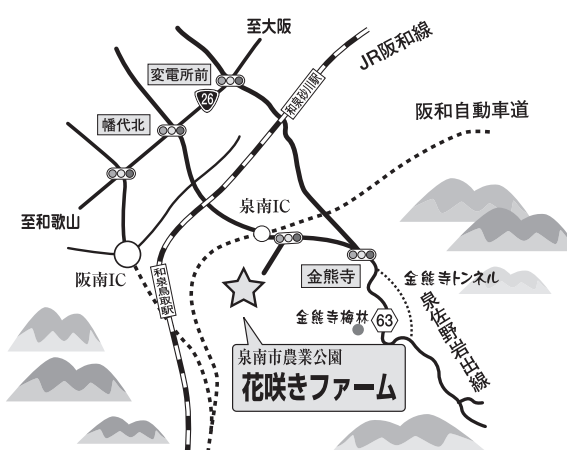 至大阪
JR阪和線
変電所前
26
和泉砂川駅
幡代北
阪和自動車道
至和歌山
泉南IC
阪南IC
和泉鳥取駅
金熊寺
金熊寺トンネル
金熊寺梅林
63
泉佐野岩出線
泉南市農業公園
花咲きファーム